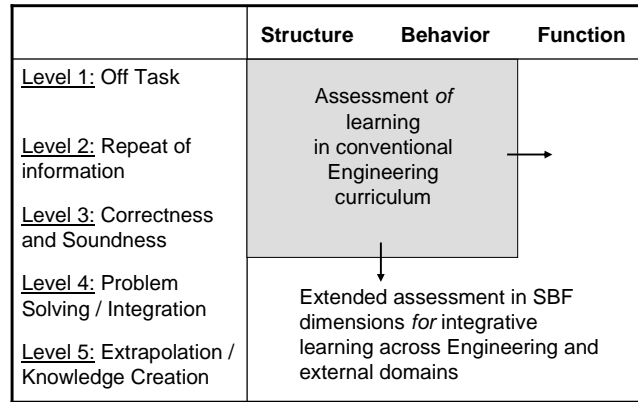 Structure Behavior Function
Level 1: Off Task
Level 2: Repeat of
information
Level 3: Correctness
and Soundness
Level 4: Problem
Solving / Integration
Level 5: Extrapolation /
Knowledge Creation
Assessment of
learning
in conventional
Engineering
curriculum
Extended assessment in SBF
dimensions for integrative
learning across Engineering and
external domains